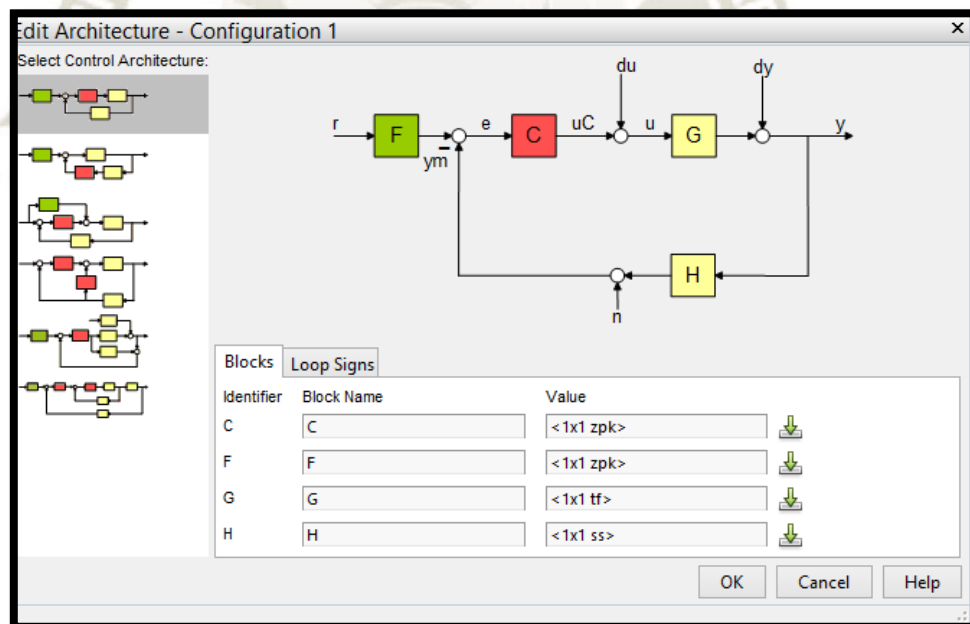 Edit Architecture - Configuration 1
Select Control Architecture:
du dy
r F e C uC u G y
ym
H
n
Blocks Loop Signs
Identifier Block Name Value
C C <1x1 zpk>
F F <1x1 zpk>
G G <1x1 tf>
H H <1x1 ss>
OK Cancel Help